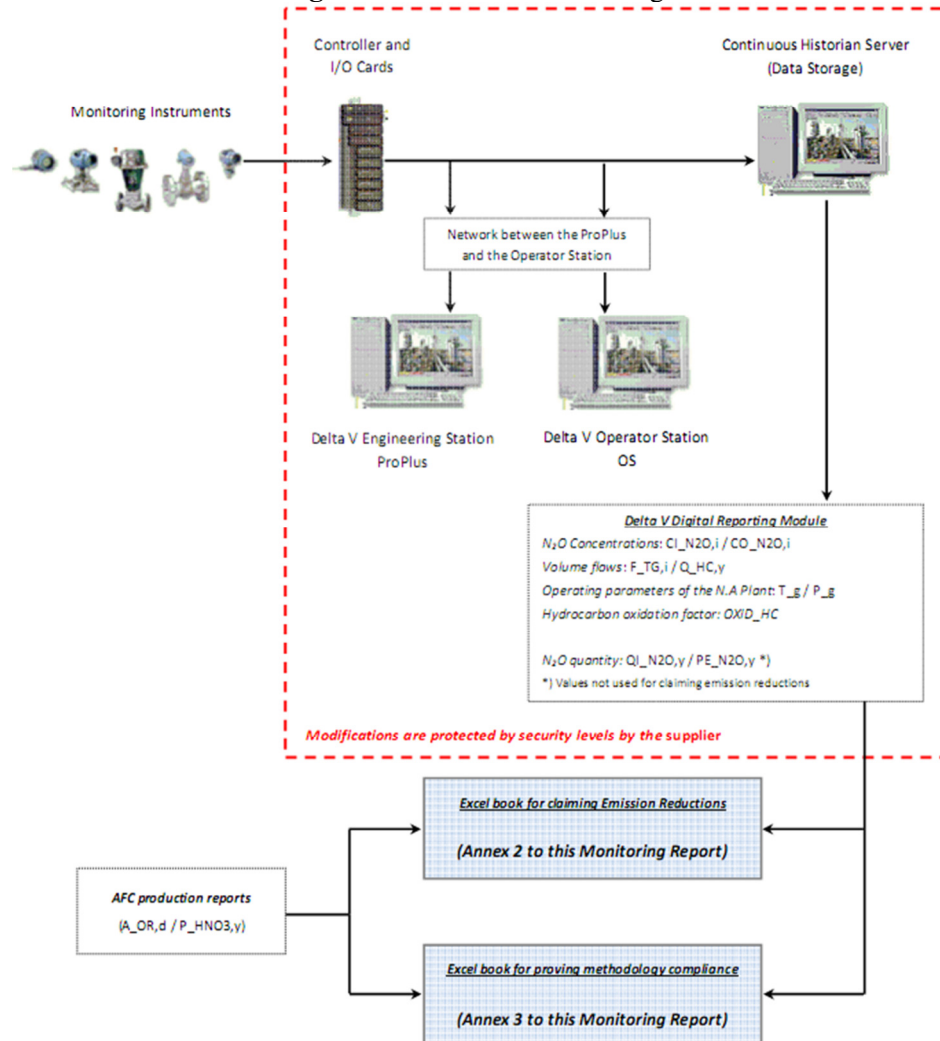 Controller and
I/O Cards
Continuous Historian Server
(Data Storage)
Monitoring Instruments
Network between the ProPlus
and the Operator Station
Delta V Engineering Station
ProPlus
Delta V Operator Station
OS
Delta V Digital Reporting Module
N₂O Concentrations: CI_N2O,i / CO_N2O,i
Volume flows: F_TG,i / Q_HC,y
Operating parameters of the N.A Plant: T_g / P_g
Hydrocarbon oxidation factor: OXID_HC
N₂O quantity: QI_N2O,y / PE_N2O,y *)
*) Values not used for claiming emission reductions
Modifications are protected by security levels by the supplier
Excel book for claiming Emission Reductions
(Annex 2 to this Monitoring Report)
AFC production reports
(A_OR,d / P_HNO3,y)
Excel book for proving methodology compliance
(Annex 3 to this Monitoring Report)